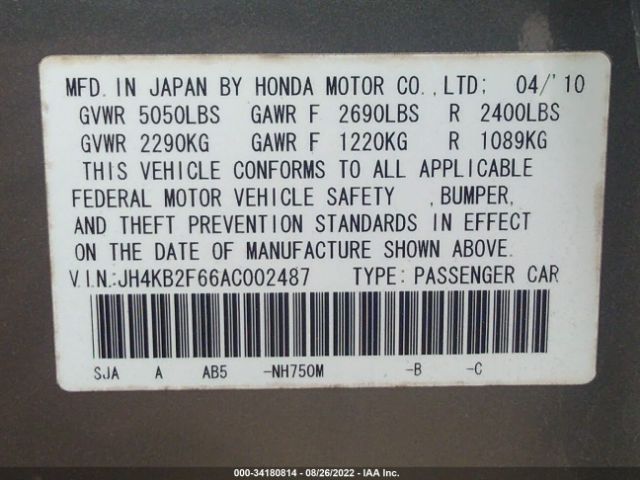 MFD. IN JAPAN BY HONDA MOTOR CO., LTD; 04/'10
GVWR 5050LBS GAWR F 2690LBS R 2400LBS
GVWR 2290KG GAWR F 1220KG R 1089KG
THIS VEHICLE CONFORMS TO ALL APPLICABLE
FEDERAL MOTOR VEHICLE SAFETY , BUMPER,
AND THEFT PREVENTION STANDARDS IN EFFECT
ON THE DATE OF MANUFACTURE SHOWN ABOVE.
V.I.N.:JH4KB2F66AC002487 TYPE: PASSENGER CAR
SJA A AB5 -NH750M -B -C
000-34180814 - 08/26/2022 - IAA Inc.